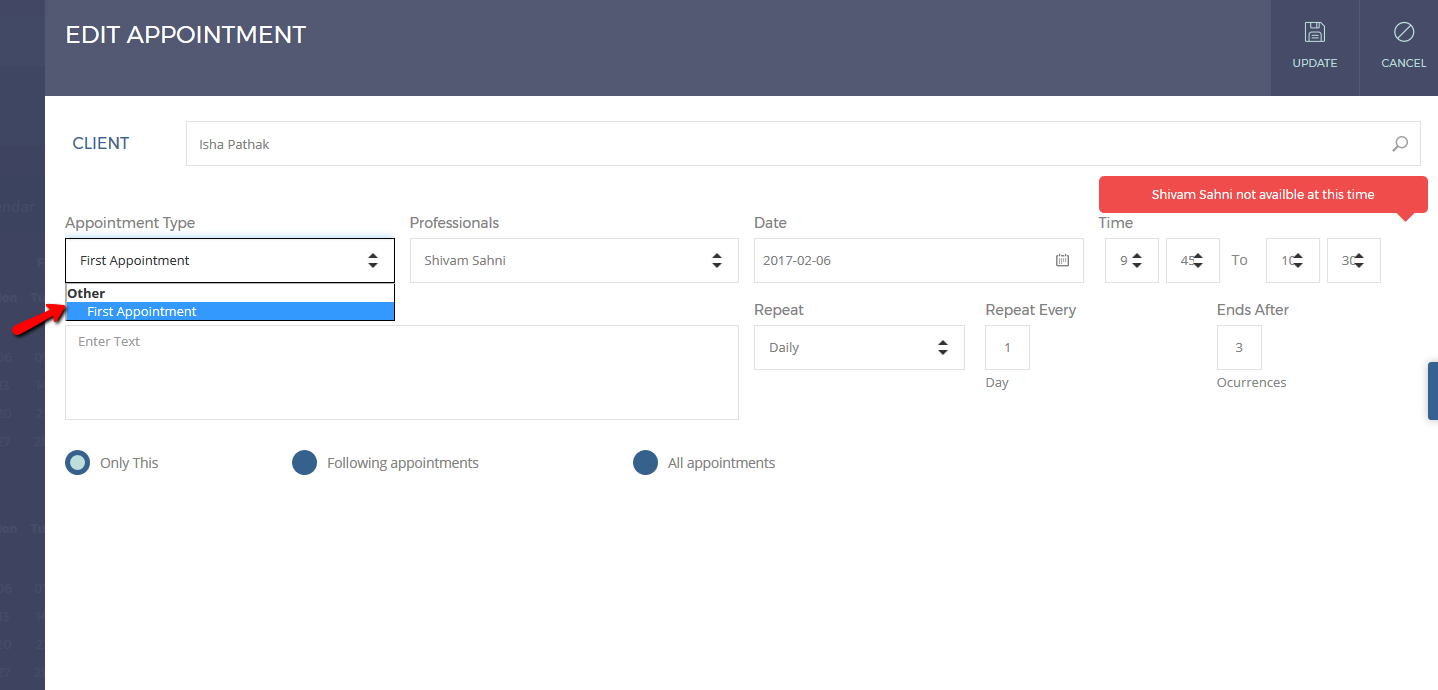 EDIT APPOINTMENT
UPDATE
CANCEL
CLIENT
Isha Pathak
Shivam Sahni not availble at this time
Appointment Type
Professionals
Date
Time
First Appointment
Shivam Sahni
2017-02-06
9
45
To
10
30
Other
First Appointment
Enter Text
Repeat
Repeat Every
Ends After
Daily
1
3
Day
Ocurrences
Only This
Following appointments
All appointments